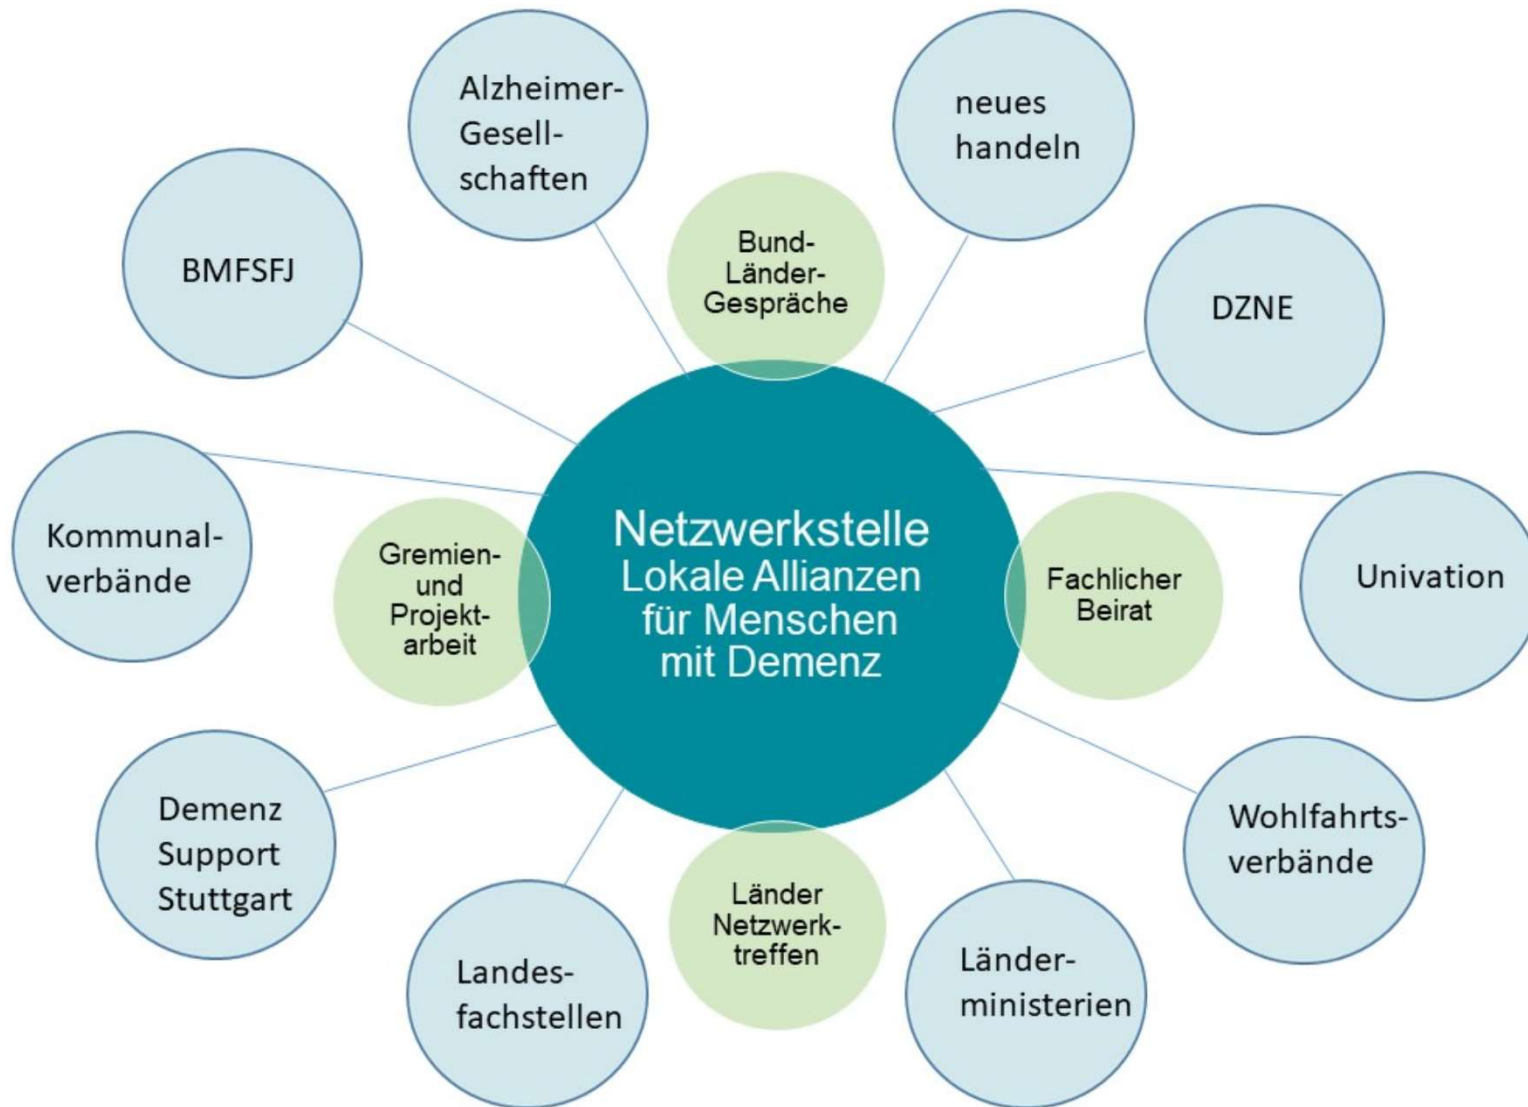 Alzheimer-
Gesell-
schaften
neues
handeln
BMFSFJ
Bund-
Länder-
Gespräche
DZNE
Kommunal-
verbände
Gremien-
und
Projekt-
arbeit
Netzwerkstelle
Lokale Allianzen
für Menschen
mit Demenz
Fachlicher
Beirat
Univation
Demenz
Support
Stuttgart
Wohlfahrts-
verbände
Landes-
fachstellen
Länder
Netzwerk-
treffen
Länder-
ministerien